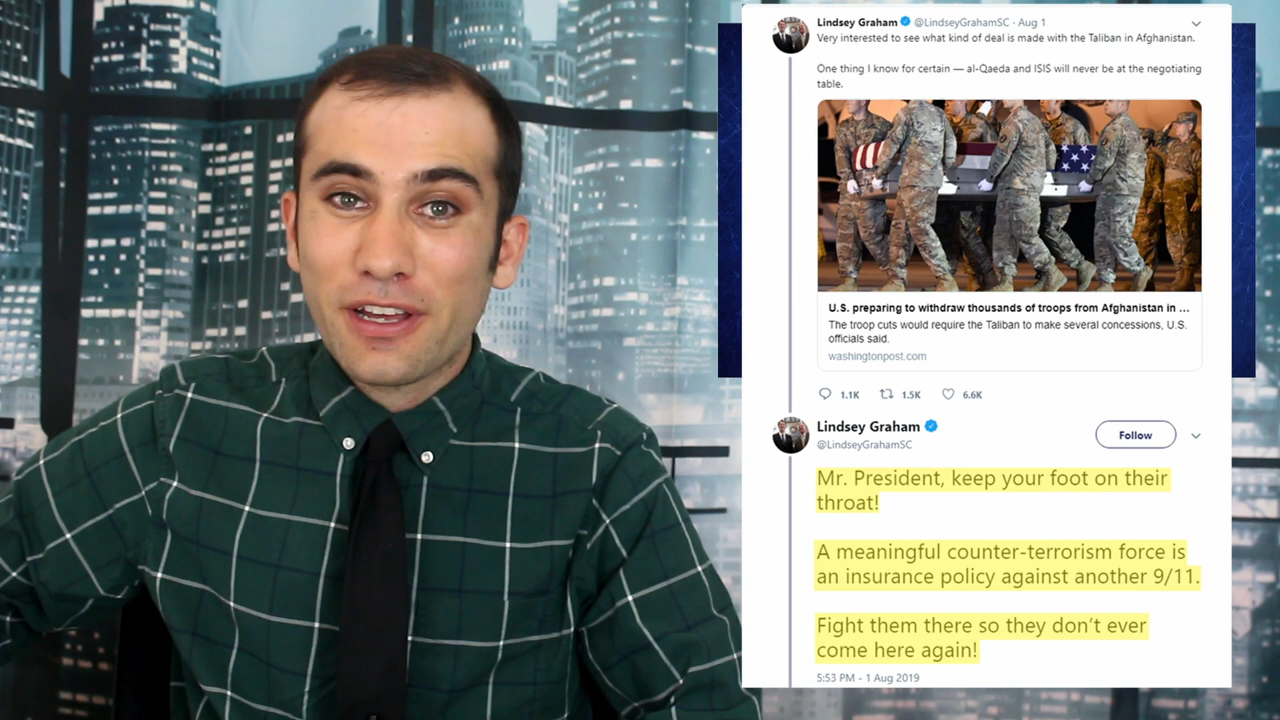 Lindsey Graham @LindseyGrahamSC · Aug 1
Very interested to see what kind of deal is made with the Taliban in Afghanistan.
One thing I know for certain — al-Qaeda and ISIS will never be at the negotiating
table.
U.S. preparing to withdraw thousands of troops from Afghanistan in ...
The troop cuts would require the Taliban to make several concessions, U.S.
officials said.
washingtonpost.com
1.1K 1.5K 6.6K
Lindsey Graham
@LindseyGrahamSC
Follow
Mr. President, keep your foot on their
throat!
A meaningful counter-terrorism force is
an insurance policy against another 9/11.
Fight them there so they don’t ever
come here again!
5:53 PM - 1 Aug 2019